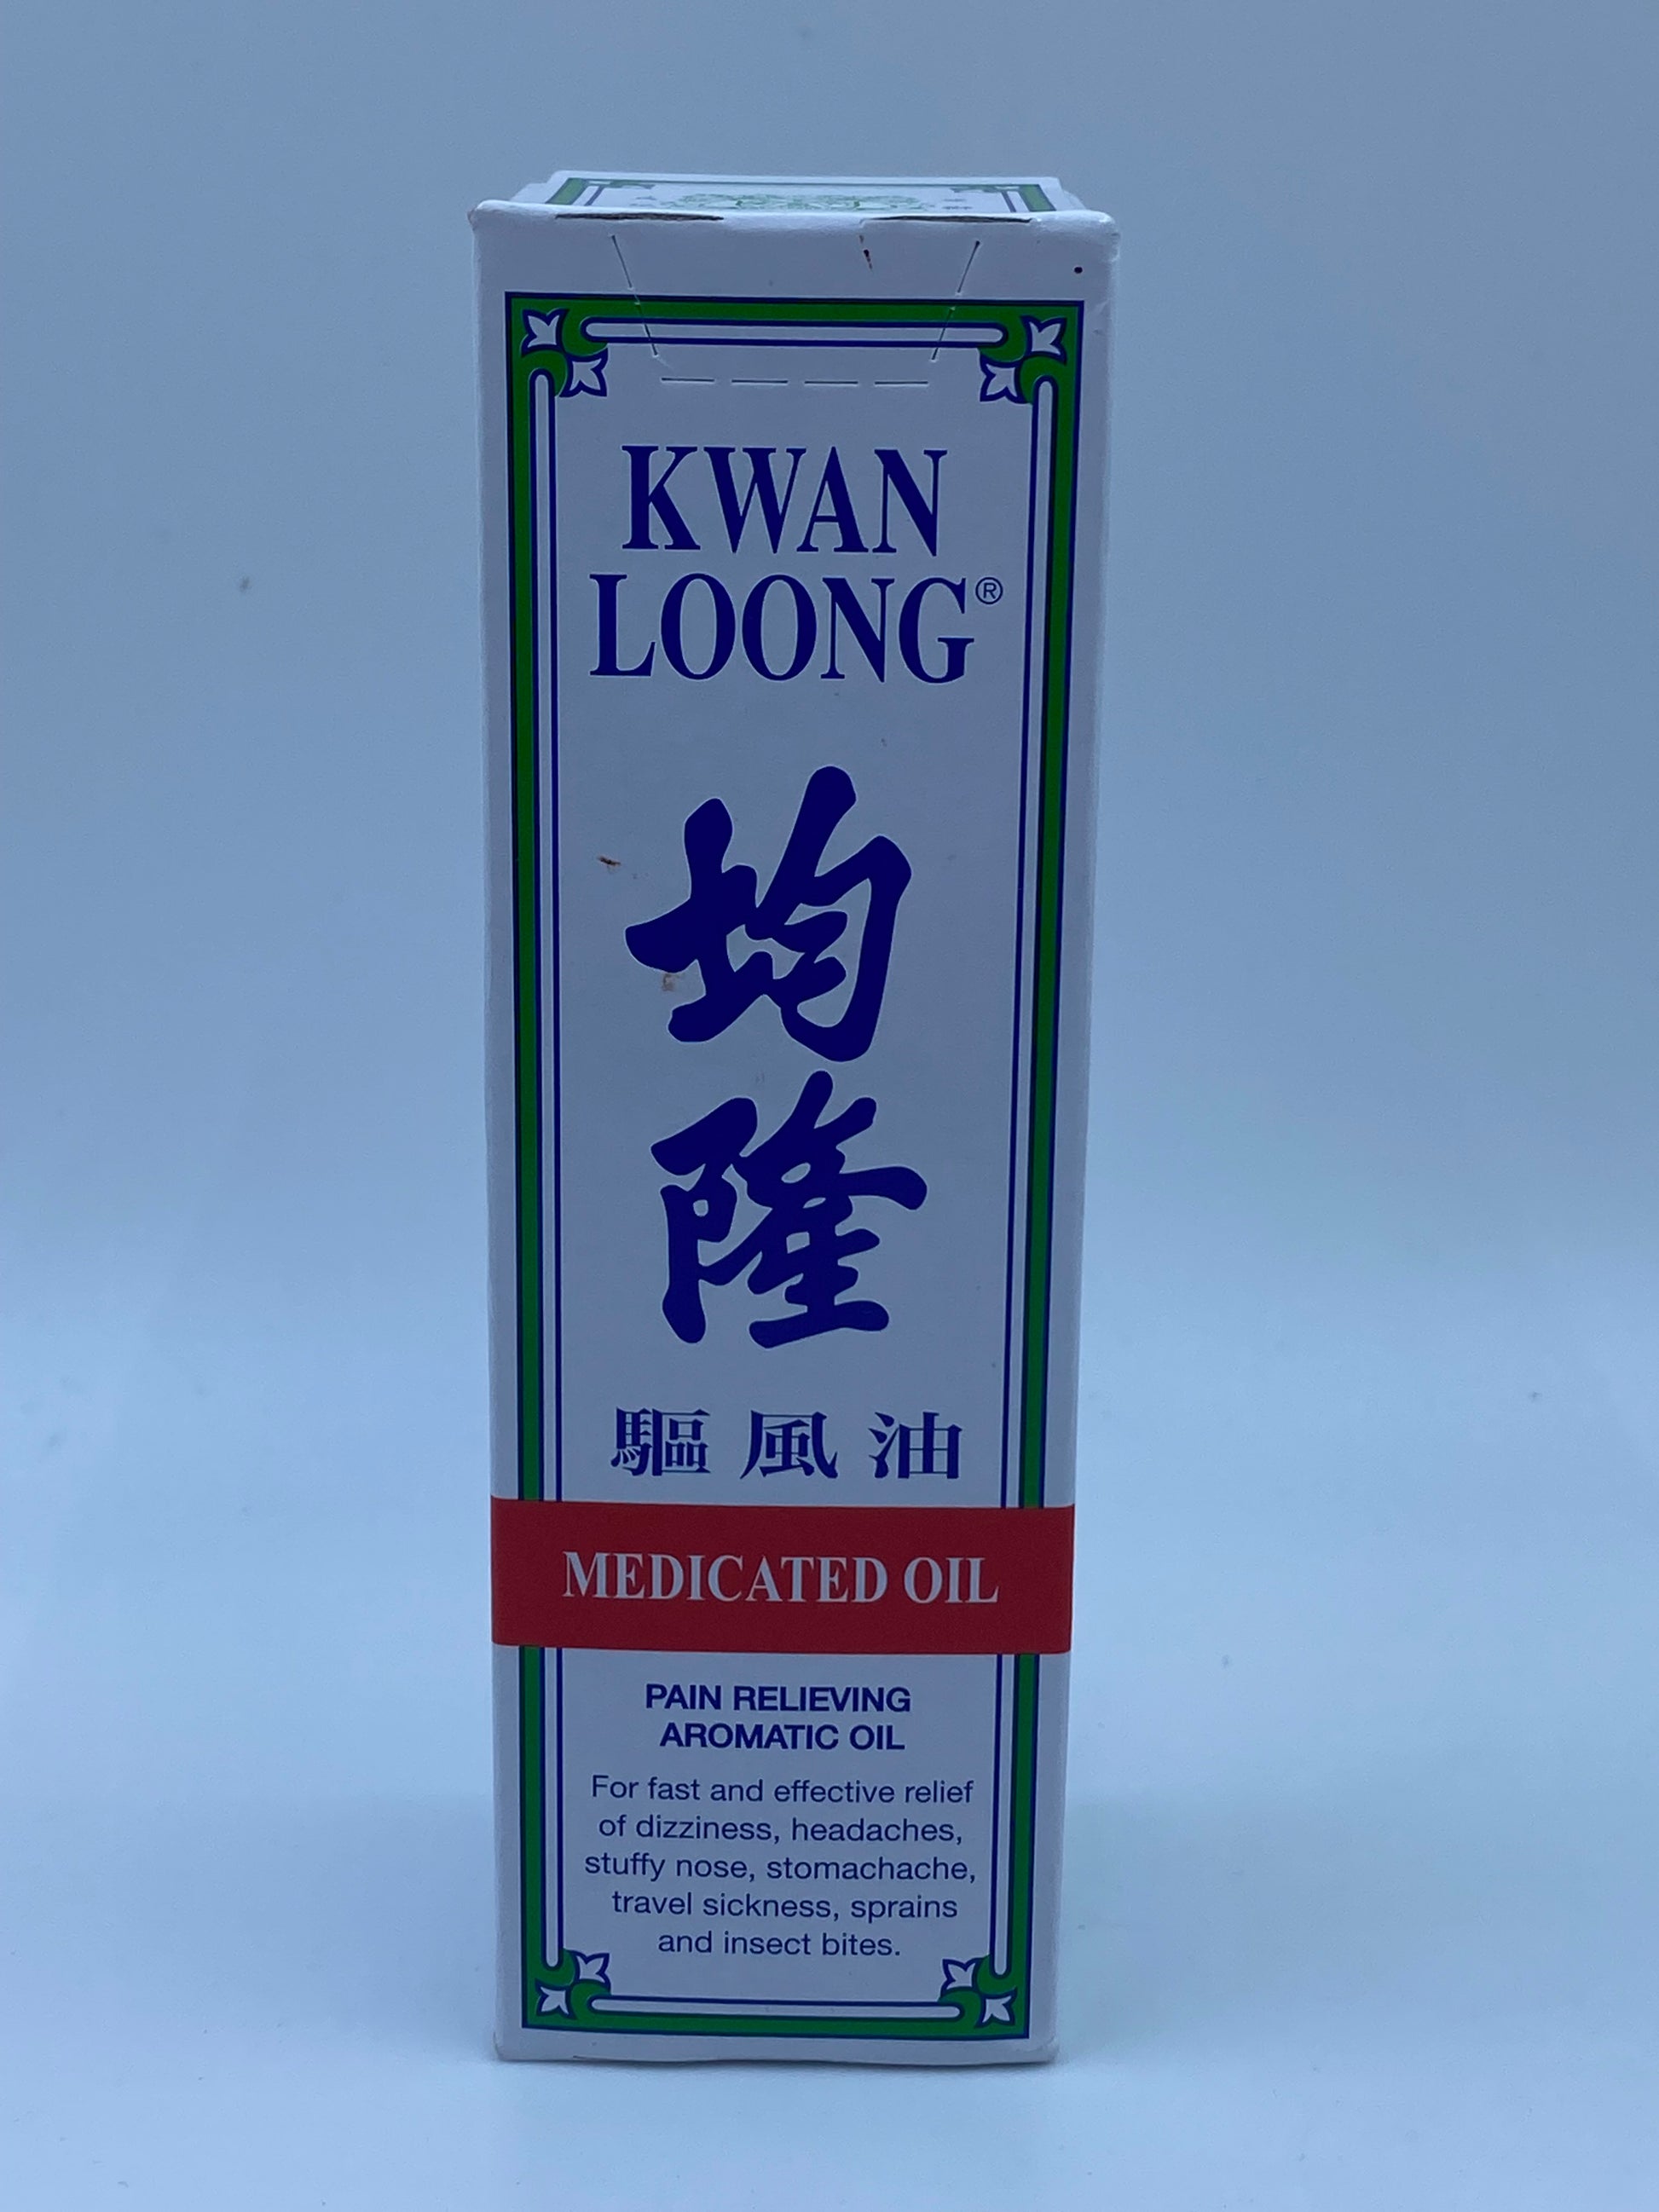 KWAN
LOONG®
均
隆
驅風油
MEDICATED OIL
PAIN RELIEVING
AROMATIC OIL
For fast and effective relief
of dizziness, headaches,
stuffy nose, stomachache,
travel sickness, sprains
and insect bites.